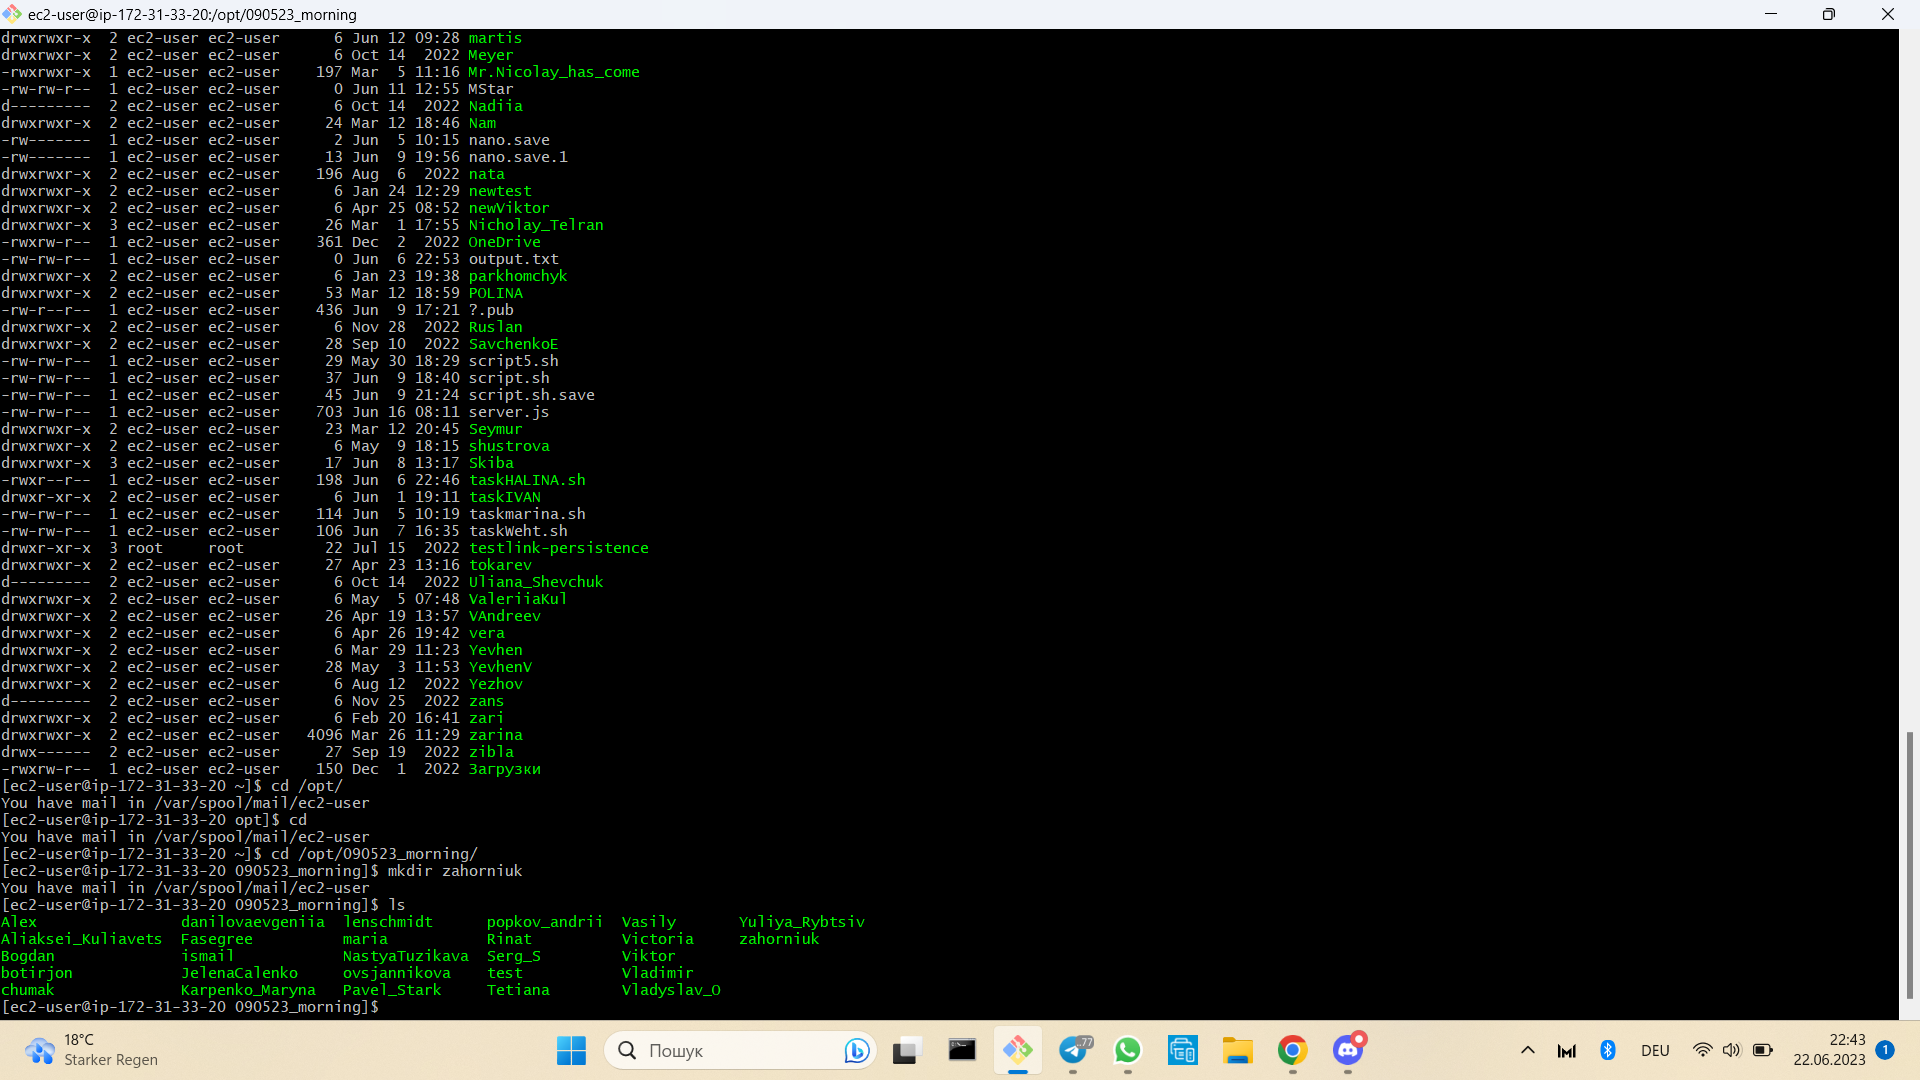 ec2-user@ip-172-31-33-20:/opt/090523_morning
drwxrwxr-x  2 ec2-user ec2-user      6 Jun 12 09:28 martis
drwxrwxr-x  2 ec2-user ec2-user      6 Oct 14  2022 Meyer
-rwxrwxr-x  1 ec2-user ec2-user    197 Mar  5 11:16 Mr.Nicolay_has_come
-rw-rw-r--  1 ec2-user ec2-user      0 Jun 11 12:55 MStar
d---------  2 ec2-user ec2-user      6 Oct 14  2022 Nadiia
drwxrwxr-x  2 ec2-user ec2-user     24 Mar 12 18:46 Nam
-rw-------  1 ec2-user ec2-user      2 Jun  5 10:15 nano.save
-rw-------  1 ec2-user ec2-user     13 Jun  9 19:56 nano.save.1
drwxrwxr-x  2 ec2-user ec2-user    196 Aug  6  2022 nata
drwxrwxr-x  2 ec2-user ec2-user      6 Jan 24 12:29 newtest
drwxrwxr-x  2 ec2-user ec2-user      6 Apr 25 08:52 newViktor
drwxrwxr-x  3 ec2-user ec2-user     26 Mar  1 17:55 Nicholay_Telran
-rwxrw-r--  1 ec2-user ec2-user    361 Dec  2  2022 OneDrive
-rw-rw-r--  1 ec2-user ec2-user      0 Jun  6 22:53 output.txt
drwxrwxr-x  2 ec2-user ec2-user      6 Jan 23 19:38 parkhomchyk
drwxrwxr-x  2 ec2-user ec2-user     53 Mar 12 18:59 POLINA
-rw-r--r--  1 ec2-user ec2-user    436 Jun  9 17:21 ?.pub
drwxrwxr-x  2 ec2-user ec2-user      6 Nov 28  2022 Ruslan
drwxrwxr-x  2 ec2-user ec2-user     28 Sep 10  2022 SavchenkoE
-rw-rw-r--  1 ec2-user ec2-user     29 May 30 18:29 script5.sh
-rw-rw-r--  1 ec2-user ec2-user     37 Jun  9 18:40 script.sh
-rw-rw-r--  1 ec2-user ec2-user     45 Jun  9 21:24 script.sh.save
-rw-rw-r--  1 ec2-user ec2-user    703 Jun 16 08:11 server.js
drwxrwxr-x  2 ec2-user ec2-user     23 Mar 12 20:45 Seymur
drwxrwxr-x  2 ec2-user ec2-user      6 May  9 18:15 shustrova
drwxrwxr-x  3 ec2-user ec2-user     17 Jun  8 13:17 Skiba
-rwxrw-r--  1 ec2-user ec2-user    198 Jun  6 22:46 taskHALINA.sh
drwxr-xr-x  2 ec2-user ec2-user      6 Jun  1 19:11 taskIVAN
-rw-rw-r--  1 ec2-user ec2-user    114 Jun  5 10:19 taskmarina.sh
-rw-rw-r--  1 ec2-user ec2-user    106 Jun  7 16:35 taskWeht.sh
drwxr-xr-x  3 root     root         22 Jul 15  2022 testlink-persistence
drwxrwxr-x  2 ec2-user ec2-user     27 Apr 23 13:16 tokarev
d---------  2 ec2-user ec2-user      6 Oct 14  2022 Uliana_Shevchuk
drwxrwxr-x  2 ec2-user ec2-user      6 May  5 07:48 ValeriiaKul
drwxrwxr-x  2 ec2-user ec2-user     26 Apr 19 13:57 VAndreev
drwxrwxr-x  2 ec2-user ec2-user      6 Apr 26 19:42 vera
drwxrwxr-x  2 ec2-user ec2-user      6 Mar 29 11:23 Yevhen
drwxrwxr-x  2 ec2-user ec2-user     28 May  3 11:53 YevhenV
drwxrwxr-x  2 ec2-user ec2-user      6 Aug 12  2022 Yezhov
d---------  2 ec2-user ec2-user      6 Nov 25  2022 zans
drwxrwxr-x  2 ec2-user ec2-user      6 Feb 20 16:41 zari
drwxrwxr-x  2 ec2-user ec2-user   4096 Mar 26 11:29 zarina
drwx------  2 ec2-user ec2-user     27 Sep 19  2022 zibla
-rwxrw-r--  1 ec2-user ec2-user    150 Dec  1  2022 Загрузки
[ec2-user@ip-172-31-33-20 ~]$ cd /opt/
You have mail in /var/spool/mail/ec2-user
[ec2-user@ip-172-31-33-20 opt]$ cd
You have mail in /var/spool/mail/ec2-user
[ec2-user@ip-172-31-33-20 ~]$ cd /opt/090523_morning/
[ec2-user@ip-172-31-33-20 090523_morning]$ mkdir zahorniuk
You have mail in /var/spool/mail/ec2-user
[ec2-user@ip-172-31-33-20 090523_morning]$ ls
Alex                danilovaevgeniia  lenschmidt      popkov_andrii  Vasily       Yuliya_Rybtsiv
Aliaksei_Kuliavets  Fasegree          maria           Rinat          Victoria     zahorniuk
Bogdan              ismail            NastyaTuzikava  Serg_S         Viktor
botirjon            JelenaCalenko     ovsjannikova    test           Vladimir
chumak              Karpenko_Maryna   Pavel_Stark     Tetiana        Vladyslav_O
[ec2-user@ip-172-31-33-20 090523_morning]$
18°C
Starker Regen
Пошук
..77
DEU
22:43
22.06.2023
1